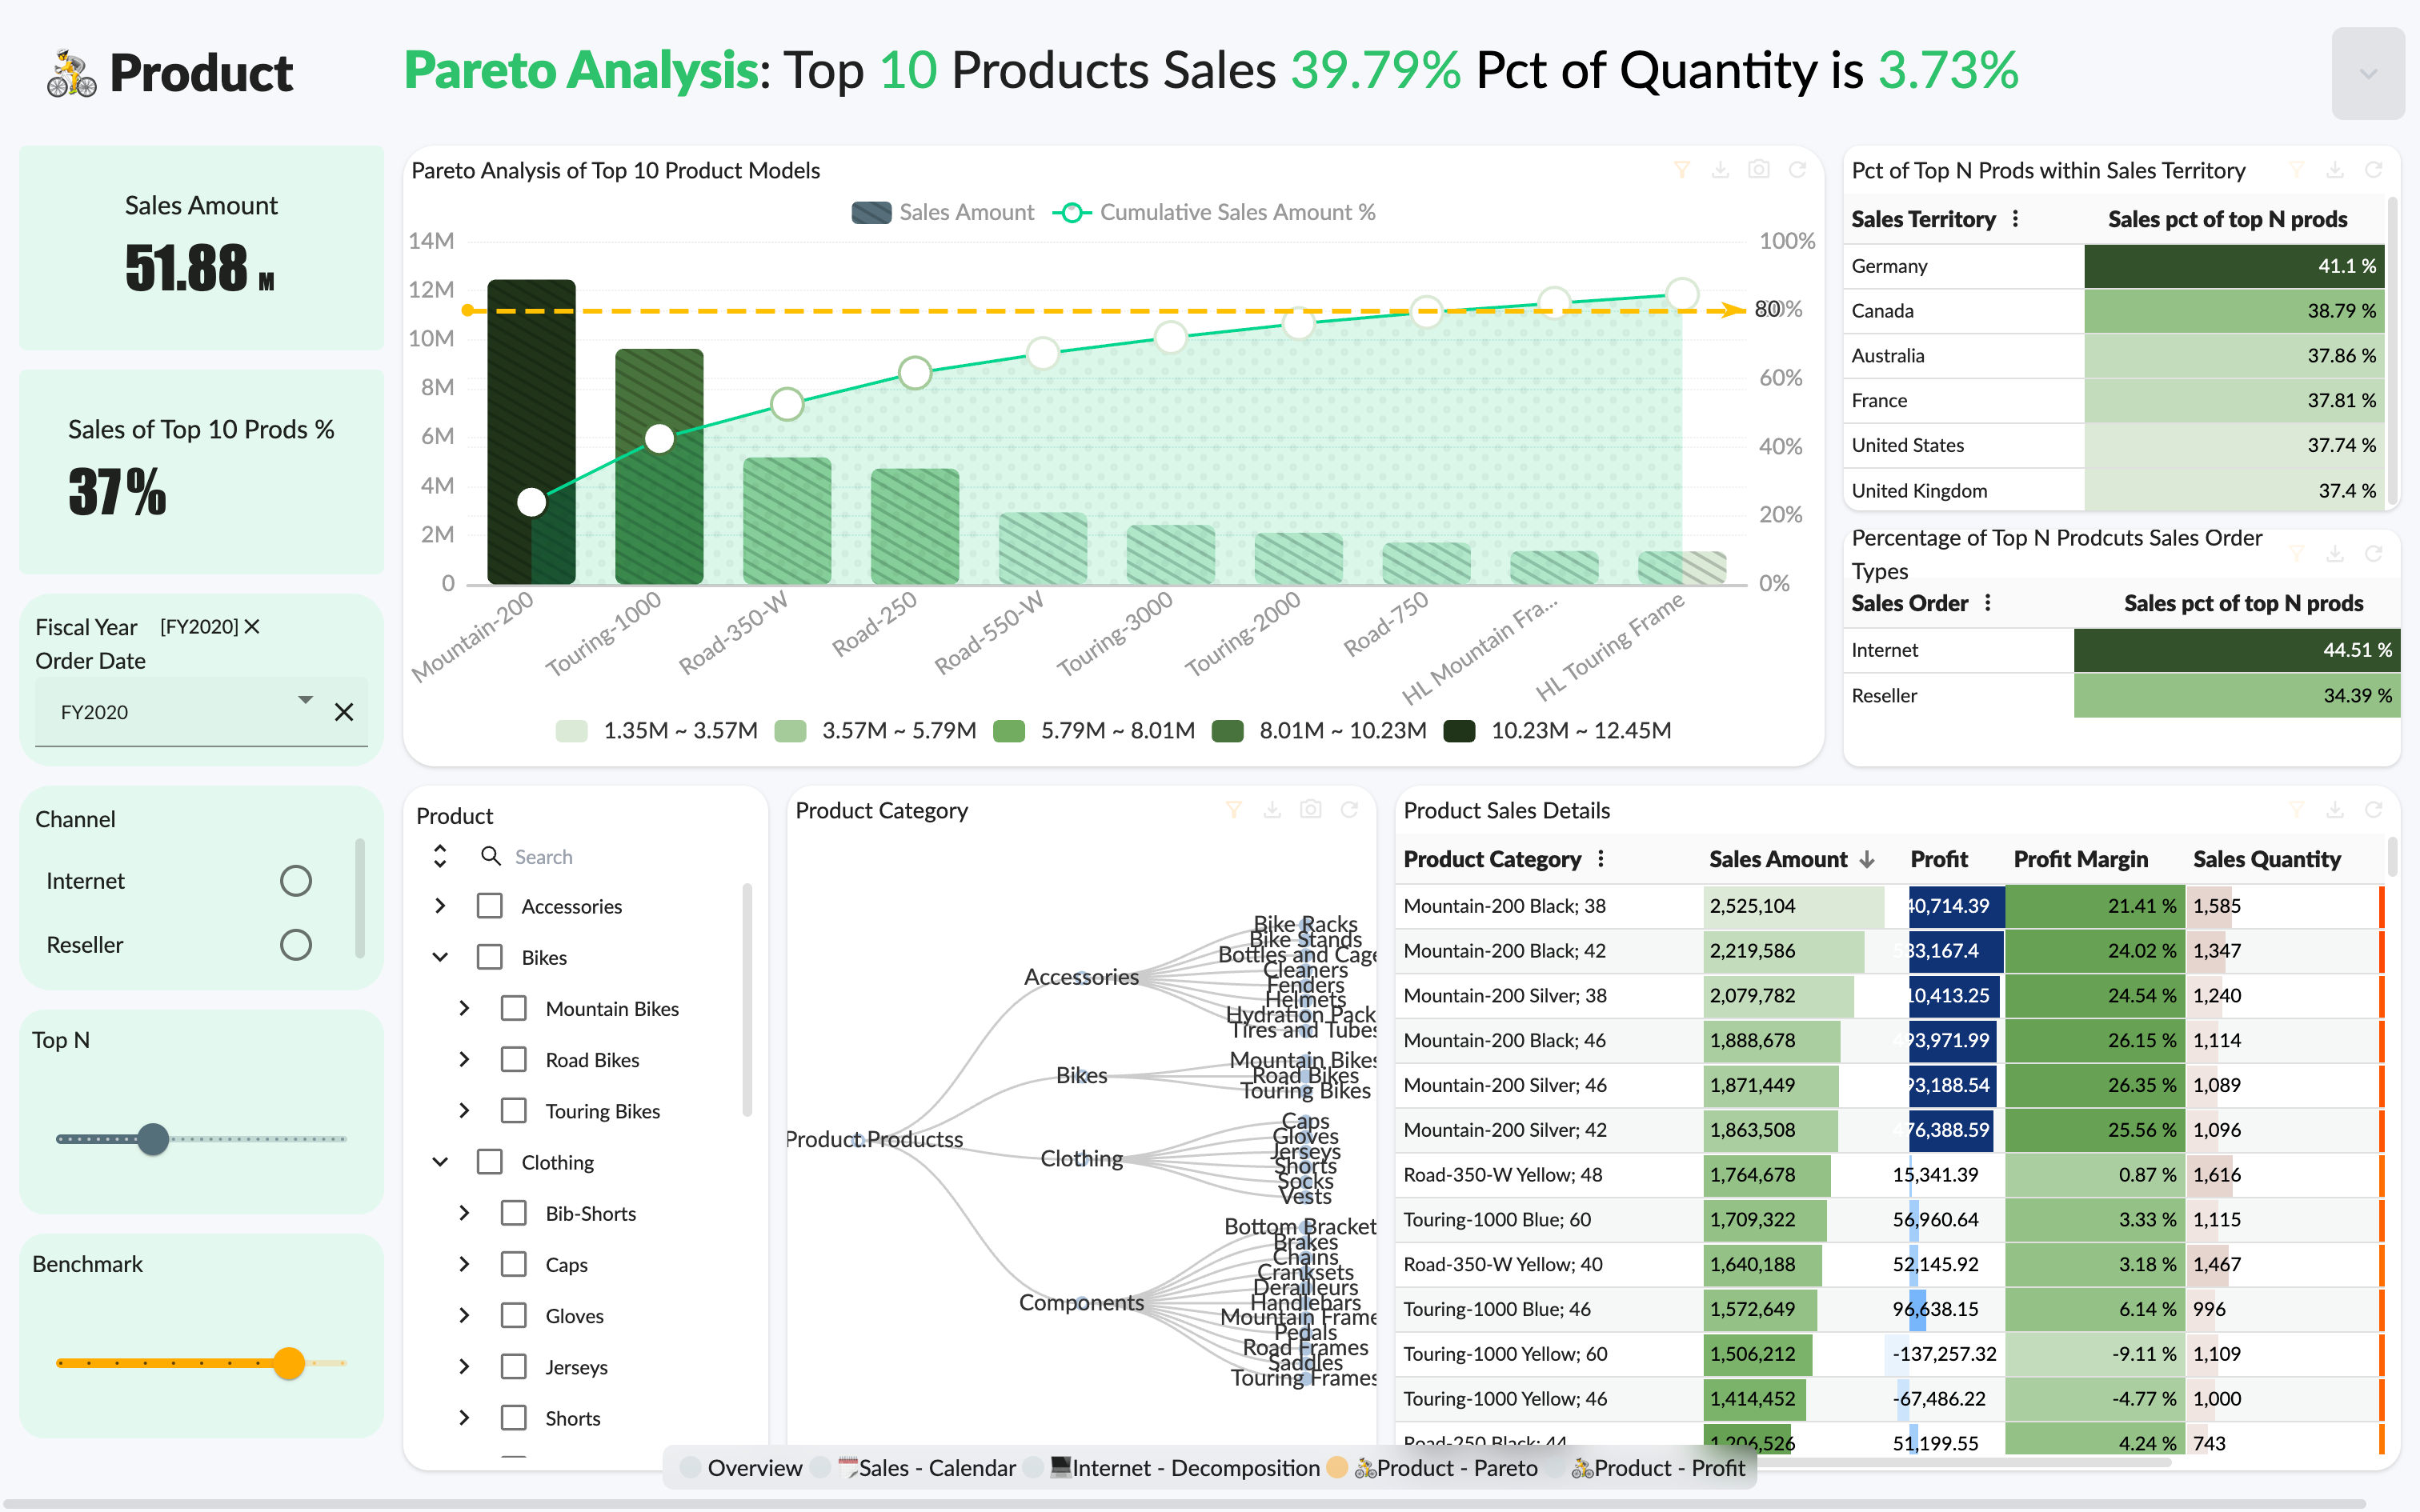 Product
Pareto Analysis: Top 10 Products Sales 39.79% Pct of Quantity is 3.73%
Sales Amount
51.88 M
Sales of Top 10 Prods %
37%
Fiscal Year [FY2020]
Order Date
FY2020
Channel
Internet
Reseller
Top N
Benchmark
Pareto Analysis of Top 10 Product Models
Sales Amount
Cumulative Sales Amount %
14M
12M
10M
8M
6M
4M
2M
0
100%
60%
40%
20%
0%
80
Mountain-200
Touring-1000
Road-350-W
Road-250
Road-550-W
Touring-3000
Touring-2000
Road-750
HL Mountain Fra...
HL Touring Frame
1.35M ~ 3.57M
3.57M ~ 5.79M
5.79M ~ 8.01M
8.01M ~ 10.23M
10.23M ~ 12.45M
Pct of Top N Prods within Sales Territory
Sales Territory Sales pct of top N prods
Germany 41.1 %
Canada 38.79 %
Australia 37.86 %
France 37.81 %
United States 37.74 %
United Kingdom 37.4 %
Percentage of Top N Prodcuts Sales Order
Types
Sales Order Sales pct of top N prods
Internet 44.51 %
Reseller 34.39 %
Product
Search
Accessories
Bikes
Mountain Bikes
Road Bikes
Touring Bikes
Clothing
Bib-Shorts
Caps
Gloves
Jerseys
Shorts
Product Category
Product.Productss
Accessories
Bikes
Clothing
Components
Bike Racks
Bike Stands
Bottles and Cage
Cleaners
Fenders
Helmets
Hydration Pack
Tires and Tubes
Mountain Bikes
Road Bikes
Touring Bikes
Caps
Gloves
Jerseys
Shorts
Socks
Vests
Bottom Bracket
Brakes
Chains
Cranksets
Derailleurs
Handlebars
Mountain Frame
Pedals
Road Frames
Saddles
Touring Frames
Product Sales Details
Product Category Sales Amount Profit Profit Margin Sales Quantity
Mountain-200 Black; 38 2,525,104 40,714.39 21.41 % 1,585
Mountain-200 Black; 42 2,219,586 33,167.4 24.02 % 1,347
Mountain-200 Silver; 38 2,079,782 10,413.25 24.54 % 1,240
Mountain-200 Black; 46 1,888,678 93,971.99 26.15 % 1,114
Mountain-200 Silver; 46 1,871,449 93,188.54 26.35 % 1,089
Mountain-200 Silver; 42 1,863,508 76,388.59 25.56 % 1,096
Road-350-W Yellow; 48 1,764,678 15,341.39 0.87 % 1,616
Touring-1000 Blue; 60 1,709,322 56,960.64 3.33 % 1,115
Road-350-W Yellow; 40 1,640,188 52,145.92 3.18 % 1,467
Touring-1000 Blue; 46 1,572,649 96,638.15 6.14 % 996
Touring-1000 Yellow; 60 1,506,212 -137,257.32 -9.11 % 1,109
Touring-1000 Yellow; 46 1,414,452 -67,486.22 -4.77 % 1,000
Road-250 Black; 44 1,206,526 51,199.55 4.24 % 743
Overview
Sales - Calendar
Internet - Decomposition
Product - Pareto
Product - Profit